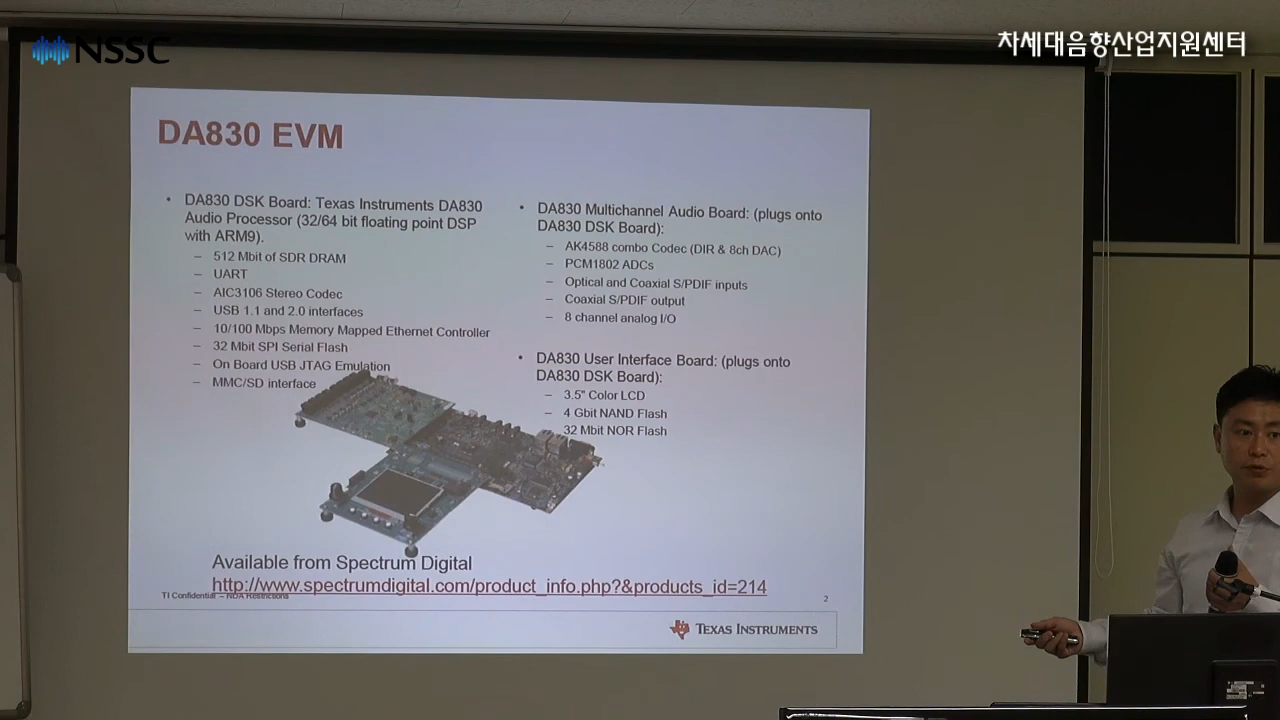 NSSC
차세대음향산업지원센터
DA830 EVM
• DA830 DSK Board: Texas Instruments DA830
Audio Processor (32/64 bit floating point DSP
with ARM9).
– 512 Mbit of SDR DRAM
– UART
– AIC3106 Stereo Codec
– USB 1.1 and 2.0 interfaces
– 10/100 Mbps Memory Mapped Ethernet Controller
– 32 Mbit SPI Serial Flash
– On Board USB JTAG Emulation
– MMC/SD interface
• DA830 Multichannel Audio Board: (plugs onto
DA830 DSK Board):
– AK4588 combo Codec (DIR & 8ch DAC)
– PCM1802 ADCs
– Optical and Coaxial S/PDIF inputs
– Coaxial S/PDIF output
– 8 channel analog I/O
• DA830 User Interface Board: (plugs onto
DA830 DSK Board):
– 3.5" Color LCD
– 4 Gbit NAND Flash
32 Mbit NOR Flash
Available from Spectrum Digital
http://www.spectrumdigital.com/product_info.php?&products_id=214
TI Confidential – NDA Restrictions
2
TEXAS INSTRUMENTS